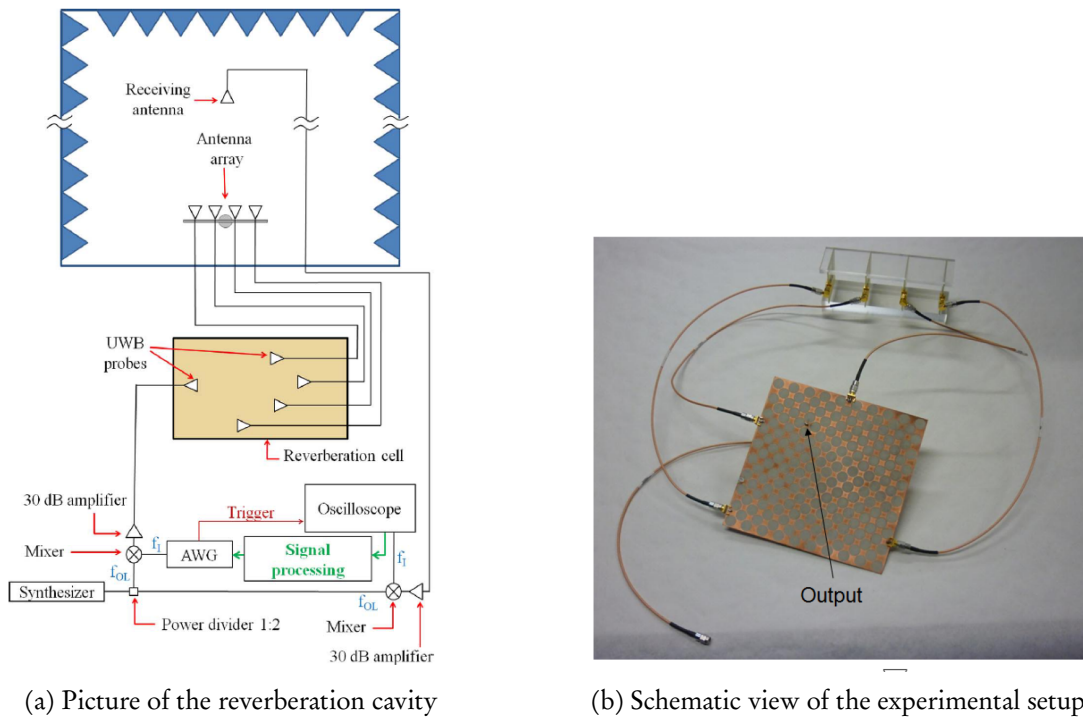 Receiving
antenna
Antenna
array
UWB
probes
Reverberation cell
30 dB amplifier
Oscilloscope
Trigger
Mixer
f_I
AWG
Signal
processing
f_I
f_OL
Synthesizer
f_OL
Power divider 1:2
Mixer
30 dB amplifier
Output
(a) Picture of the reverberation cavity
(b) Schematic view of the experimental setup